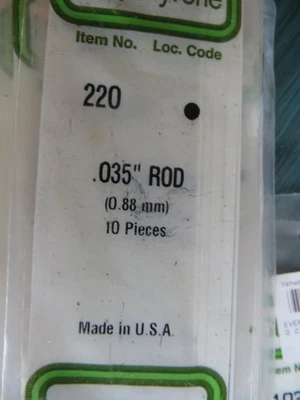 Item No. Loc. Code
220
.035" ROD
(0.88 mm)
10 Pieces
Made in U.S.A.